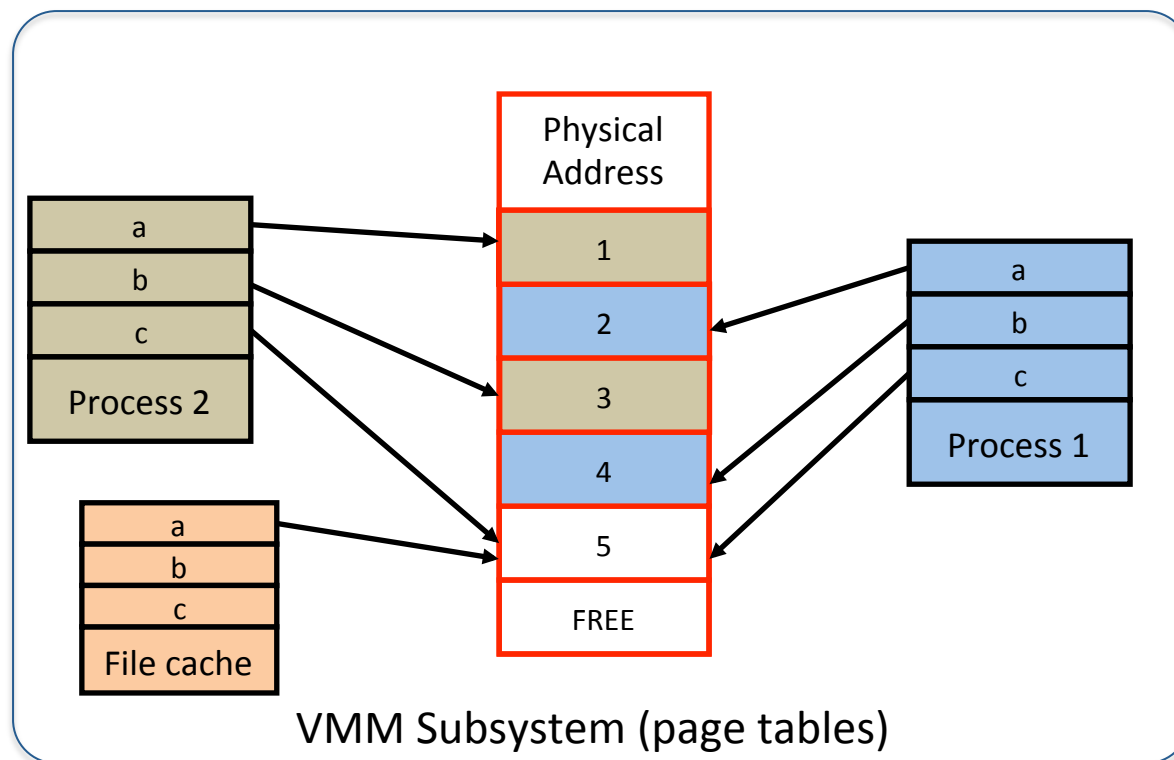 a
b
c
Process 2
a
b
c
File cache
Physical
Address
1
2
3
4
5
FREE
a
b
c
Process 1
VMM Subsystem (page tables)